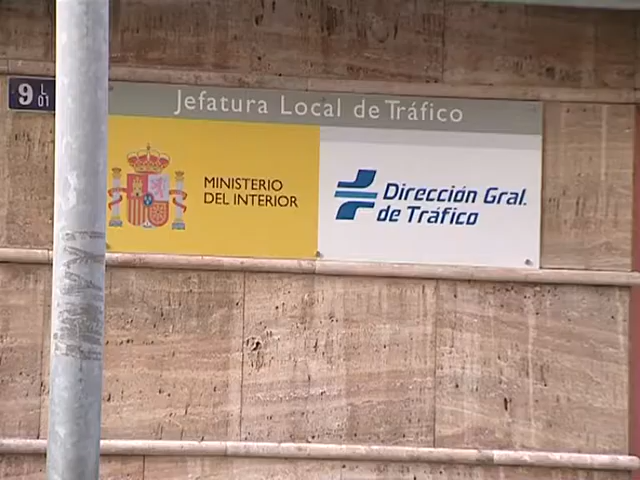 9 L
01
Jefatura Local de Tráfico
MINISTERIO
DEL INTERIOR
Dirección Gral.
de Tráfico